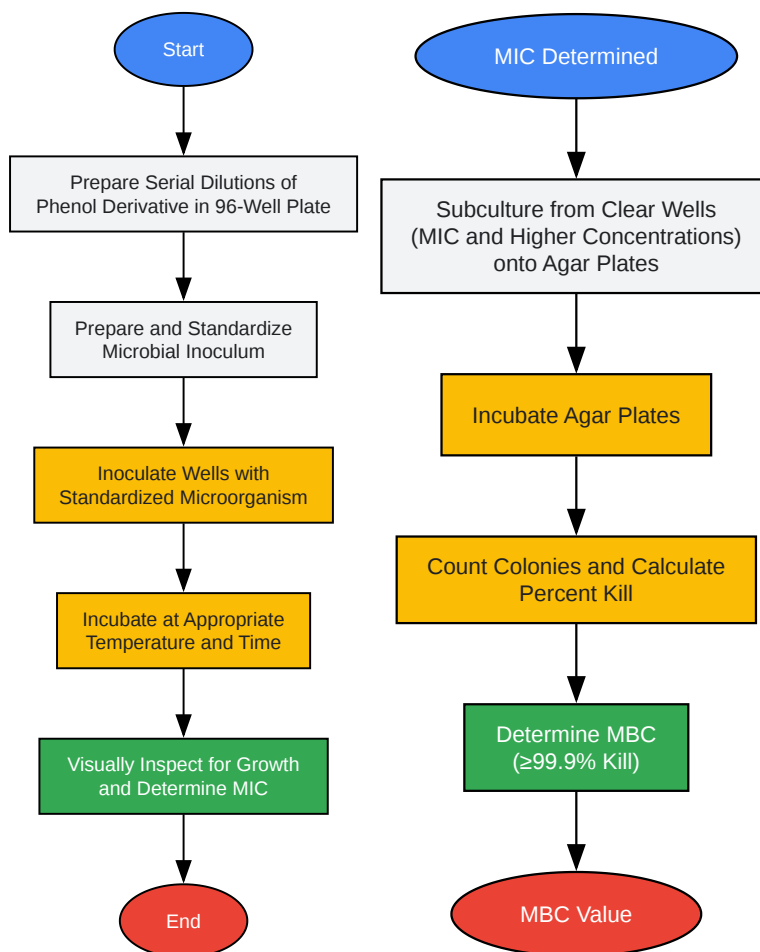 Start
Prepare Serial Dilutions of
Phenol Derivative in 96-Well Plate
Prepare and Standardize
Microbial Inoculum
Inoculate Wells with
Standardized Microorganism
Incubate at Appropriate
Temperature and Time
Visually Inspect for Growth
and Determine MIC
End
MIC Determined
Subculture from Clear Wells
(MIC and Higher Concentrations)
onto Agar Plates
Incubate Agar Plates
Count Colonies and Calculate
Percent Kill
Determine MBC
(≥99.9% Kill)
MBC Value